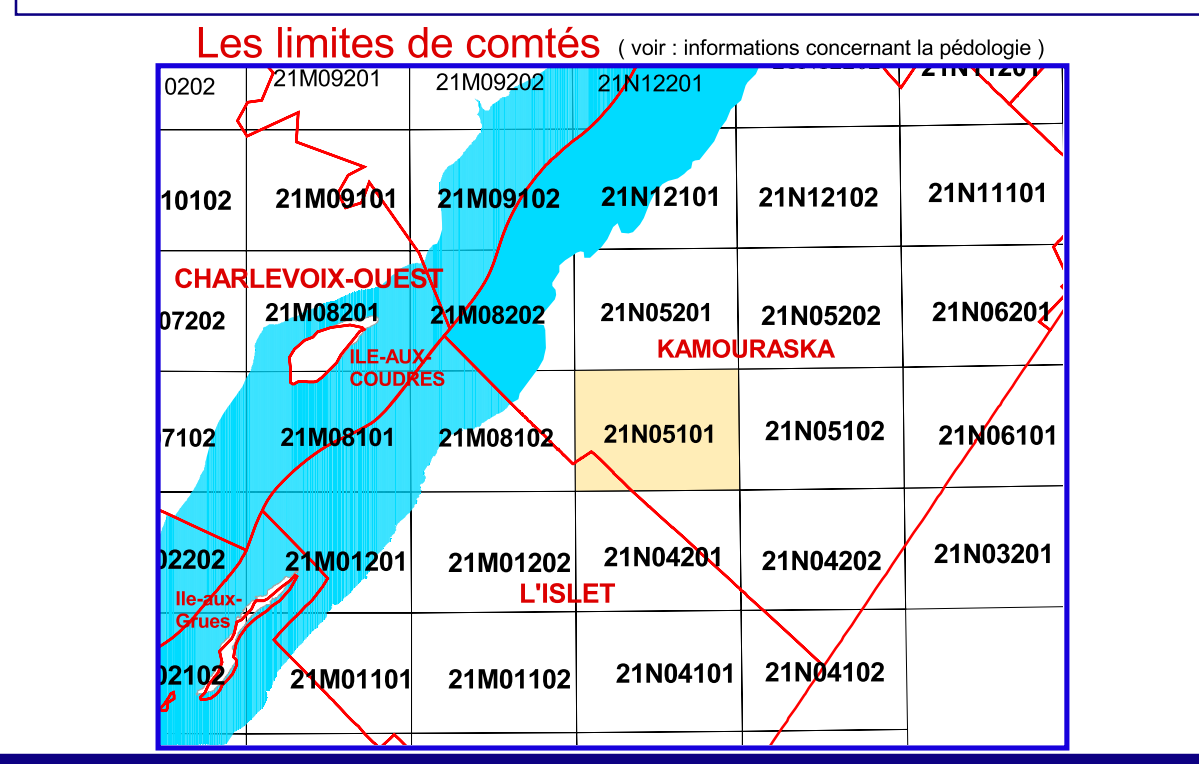 Les limites de comtés ( voir : informations concernant la pédologie )
0202 21M09201 21M09202 21N12201 21N11201
10102 21M09101 21M09102 21N12101 21N12102 21N11101
CHARLEVOIX-OUEST
07202 21M08201 21M08202 21N05201 21N05202 21N06201
KAMOURASKA
ILE-AUX-
COUDRES
7102 21M08101 21M08102 21N05101 21N05102 21N06101
02202 21M01201 21M01202 21N04201 21N04202 21N03201
L'ISLET
Ile-aux-
Grues
02102 21M01101 21M01102 21N04101 21N04102